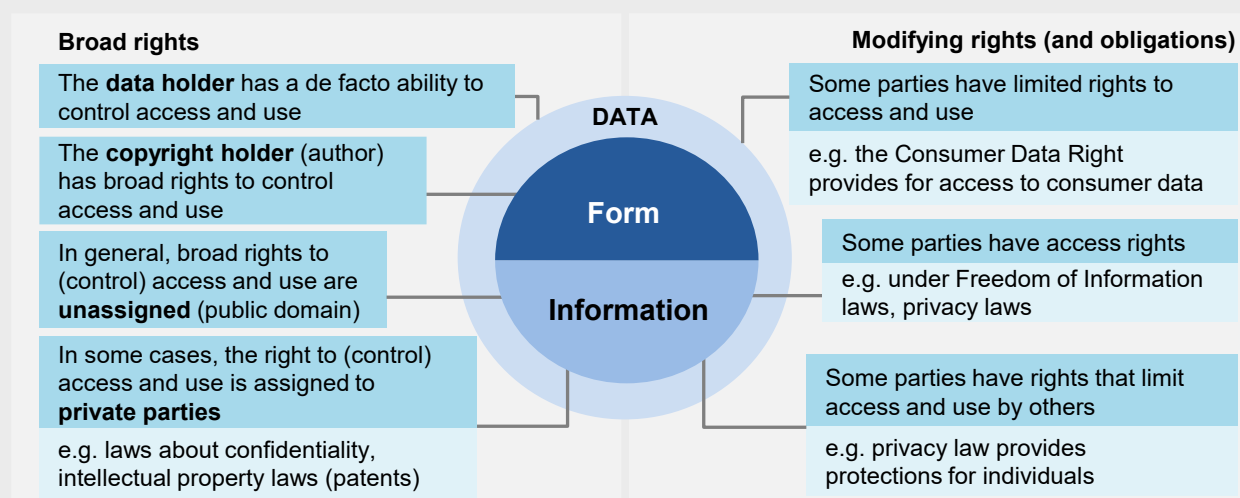 Broad rights
The data holder has a de facto ability to
control access and use
The copyright holder (author)
has broad rights to control
access and use
In general, broad rights to
(control) access and use are
unassigned (public domain)
In some cases, the right to (control)
access and use is assigned to
private parties
e.g. laws about confidentiality,
intellectual property laws (patents)
DATA
Form
Information
Modifying rights (and obligations)
Some parties have limited rights to
access and use
e.g. the Consumer Data Right
provides for access to consumer data
Some parties have access rights
e.g. under Freedom of Information
laws, privacy laws
Some parties have rights that limit
access and use by others
e.g. privacy law provides
protections for individuals